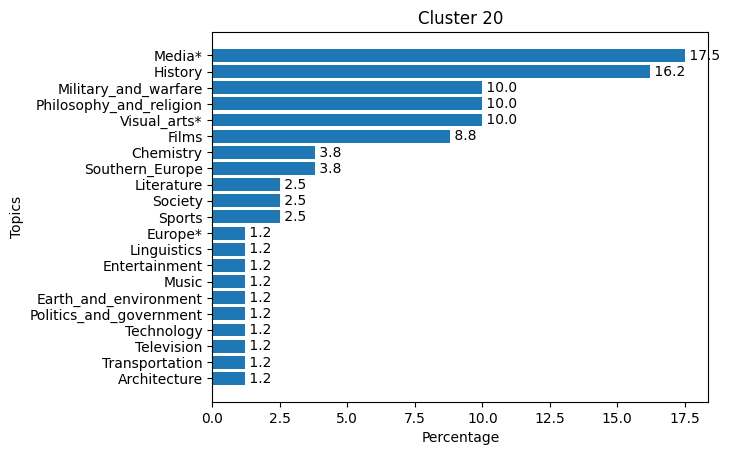 Cluster 20
Topics
Media* 17.5
History 16.2
Military_and_warfare 10.0
Philosophy_and_religion 10.0
Visual_arts* 10.0
Films 8.8
Chemistry 3.8
Southern_Europe 3.8
Literature 2.5
Society 2.5
Sports 2.5
Europe* 1.2
Linguistics 1.2
Entertainment 1.2
Music 1.2
Earth_and_environment 1.2
Politics_and_government 1.2
Technology 1.2
Television 1.2
Transportation 1.2
Architecture 1.2
0.0 2.5 5.0 7.5 10.0 12.5 15.0 17.5
Percentage